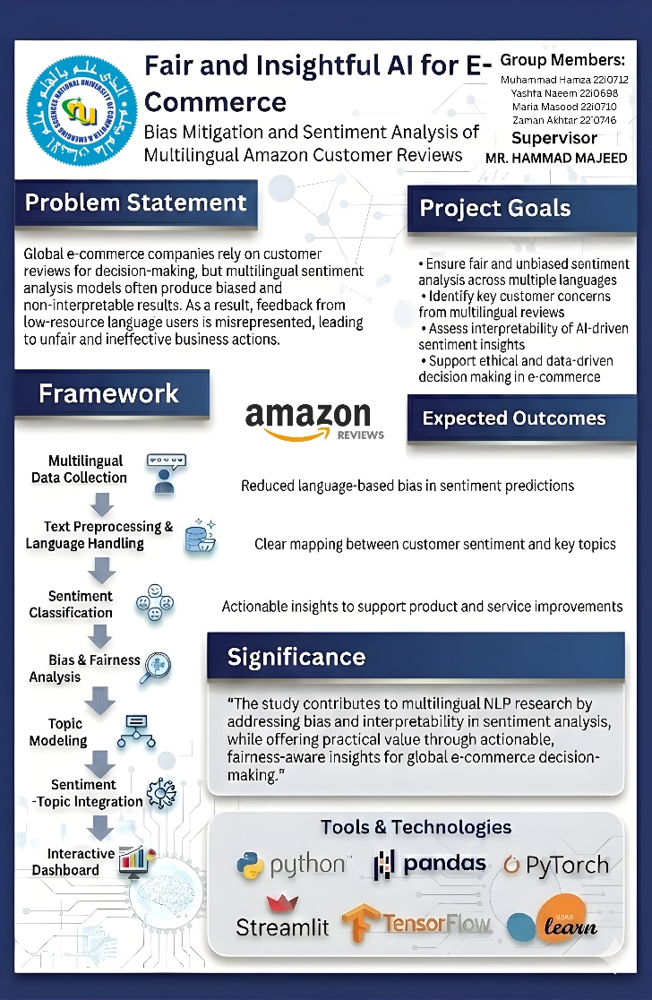 NATIONAL UNIVERSITY OF COMPUTER & EMERGING SCIENCES
Fair and Insightful AI for E-
Commerce
Bias Mitigation and Sentiment Analysis of
Multilingual Amazon Customer Reviews
Group Members:
Muhammad Hamza 22i0712
Yashfa Naeem 22i0698
Maria Masood 22i0710
Zaman Akhtar 22i0746
Supervisor
MR. HAMMAD MAJEED
Problem Statement
Global e-commerce companies rely on customer
reviews for decision-making, but multilingual sentiment
analysis models often produce biased and
non-interpretable results. As a result, feedback from
low-resource language users is misrepresented, leading
to unfair and ineffective business actions.
Project Goals
• Ensure fair and unbiased sentiment
analysis across multiple languages
• Identify key customer concerns
from multilingual reviews
• Assess interpretability of AI-driven
sentiment insights
• Support ethical and data-driven
decision making in e-commerce
Framework
Multilingual
Data Collection
Text Preprocessing &
Language Handling
Sentiment
Classification
Bias & Fairness
Analysis
Topic
Modeling
Sentiment
-Topic Integration
Interactive
Dashboard
amazon
REVIEWS
Expected Outcomes
Reduced language-based bias in sentiment predictions
Clear mapping between customer sentiment and key topics
Actionable insights to support product and service improvements
Significance
“The study contributes to multilingual NLP research by
addressing bias and interpretability in sentiment analysis,
while offering practical value through actionable,
fairness-aware insights for global e-commerce decision-
making.”
Tools & Technologies
python
pandas
PyTorch
Streamlit
TensorFlow
learn